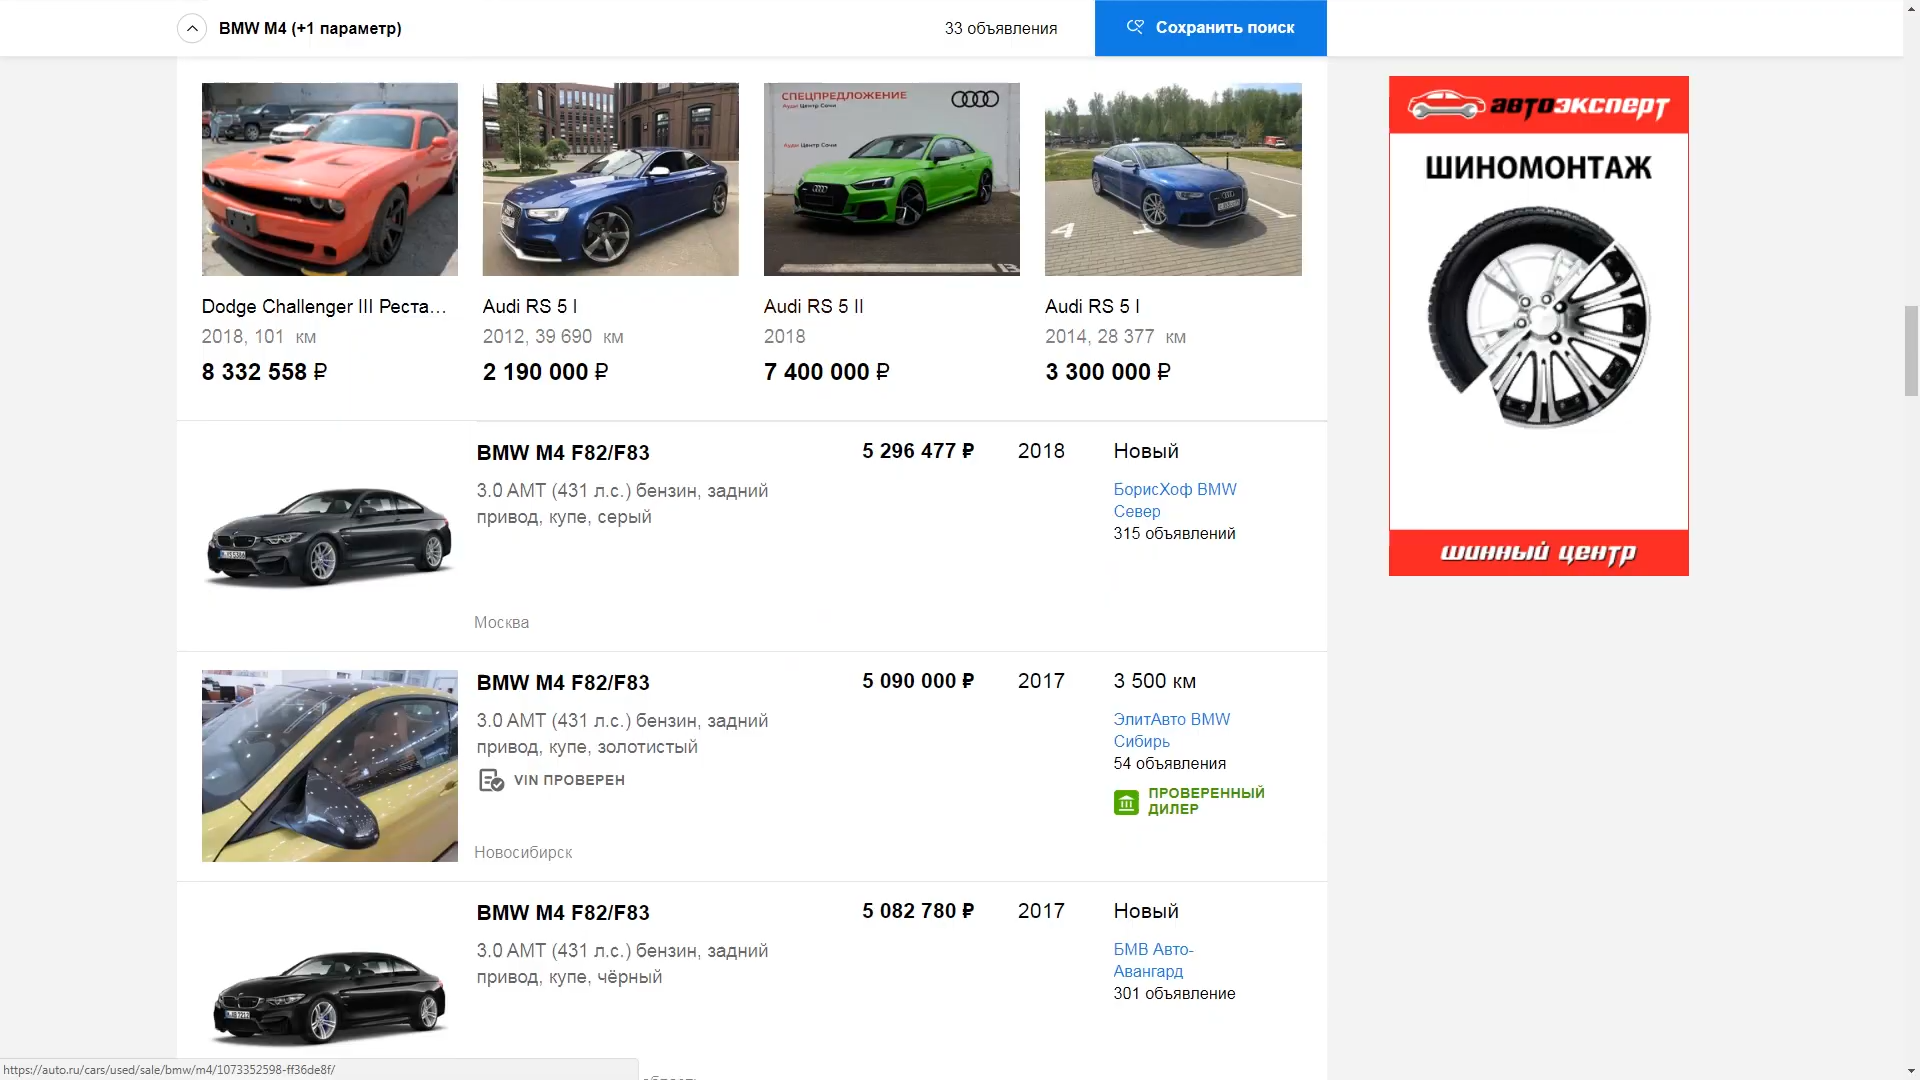 BMW M4 (+1 параметр)
33 объявления
Сохранить поиск
СПЕЦПРЕДЛОЖЕНИЕ
Ауди Центр Сочи
Ауди Центр Сочи
4
Dodge Challenger III Реста…
Audi RS 5 I
Audi RS 5 II
Audi RS 5 I
2018, 101 км
2012, 39 690 км
2018
2014, 28 377 км
8 332 558 ₽
2 190 000 ₽
7 400 000 ₽
3 300 000 ₽
автоэксперт
ШИНОМОНТАЖ
шинный центр
BMW M4 F82/F83
5 296 477 ₽
2018
Новый
3.0 AMT (431 л.с.) бензин, задний
привод, купе, серый
БорисХоф BMW
Север
315 объявлений
Москва
BMW M4 F82/F83
5 090 000 ₽
2017
3 500 км
3.0 AMT (431 л.с.) бензин, задний
привод, купе, золотистый
VIN ПРОВЕРЕН
ЭлитАвто BMW
Сибирь
54 объявления
ПРОВЕРЕННЫЙ
ДИЛЕР
Новосибирск
BMW M4 F82/F83
5 082 780 ₽
2017
Новый
3.0 AMT (431 л.с.) бензин, задний
привод, купе, чёрный
БМВ Авто-
Авангард
301 объявление
https://auto.ru/cars/used/sale/bmw/m4/1073352598-ff36de8f/